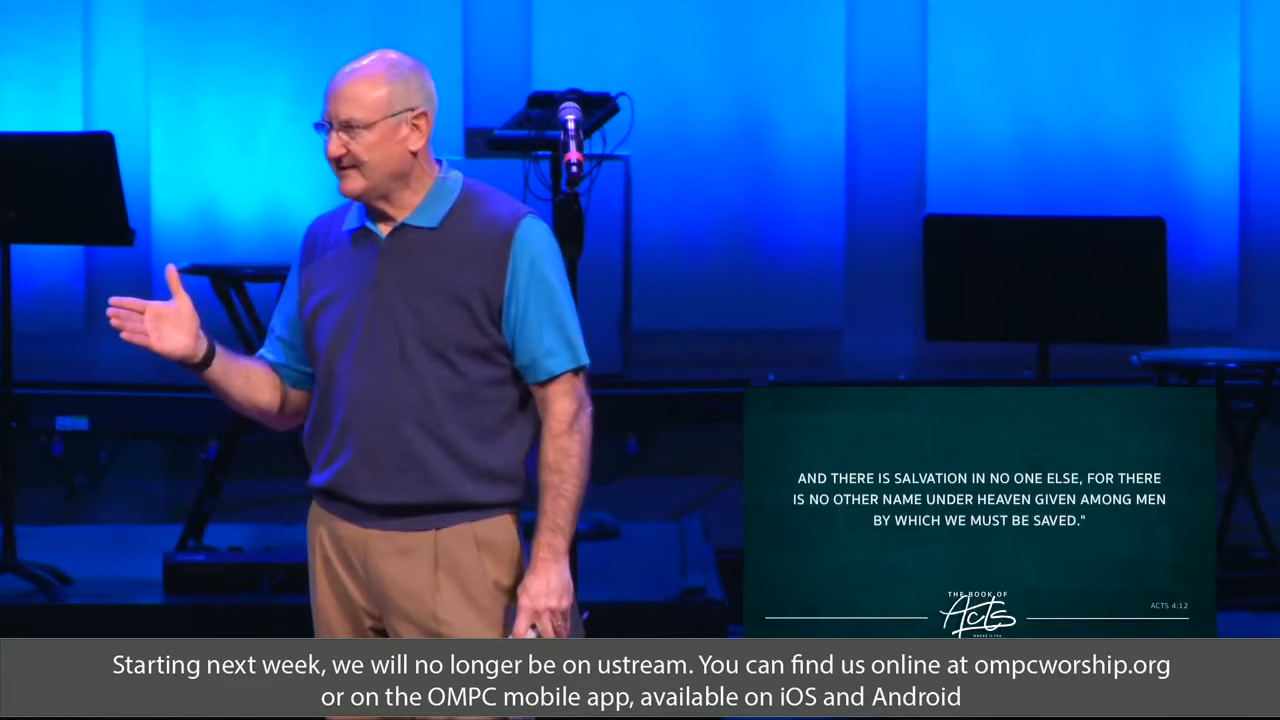 AND THERE IS SALVATION IN NO ONE ELSE, FOR THERE
IS NO OTHER NAME UNDER HEAVEN GIVEN AMONG MEN
BY WHICH WE MUST BE SAVED."
THE BOOK OF
Acts
ACTS 4:12
Starting next week, we will no longer be on ustream. You can find us online at ompcworship.org
or on the OMPC mobile app, available on iOS and Android